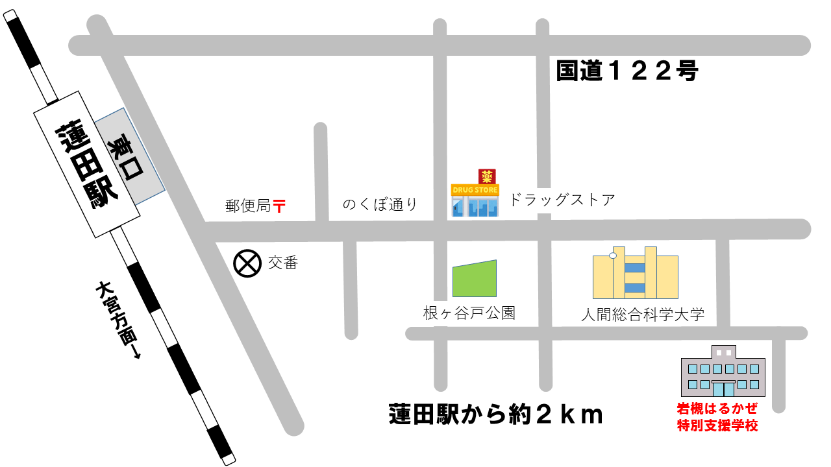 国道１２２号
蓮田駅
東口
薬
DRUG STORE
ドラッグストア
郵便局〒
のくぼ通り
交番
大宮方面→
根ヶ谷戸公園
人間総合科学大学
蓮田駅から約２ｋｍ
岩槻はるかぜ
特別支援学校